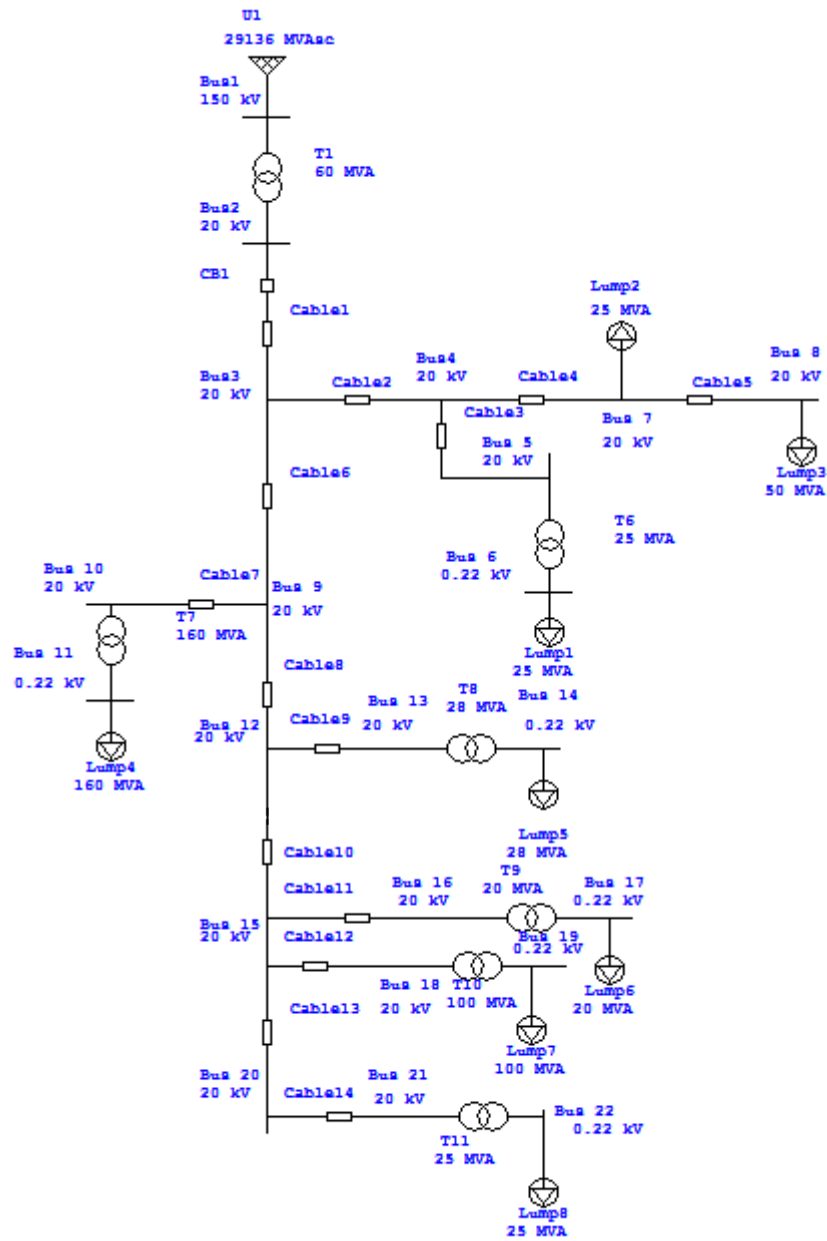 U1
29136 MVAsc
Bus1
150 kV
T1
60 MVA
Bus2
20 kV
CB1
Cable1
Lump2
25 MVA
Bus3
20 kV
Cable2
Bus4
20 kV
Cable4
Cable5
Bus 8
20 kV
Cable3
Bus 7
20 kV
Bus 5
20 kV
Lump3
50 MVA
Cable6
T6
25 MVA
Bus 6
0.22 kV
Lump1
25 MVA
Bus 10
20 kV
Cable7
Bus 9
20 kV
T7
160 MVA
Bus 11
0.22 kV
Lump4
160 MVA
Cable8
Bus 12
20 kV
Cable9
Bus 13
20 kV
T8
28 MVA
Bus 14
0.22 kV
Lump5
28 MVA
Cable10
Cable11
Bus 16
20 kV
T9
20 MVA
Bus 17
0.22 kV
Bus 15
20 kV
Cable12
Bus 19
0.22 kV
Bus 18
20 kV
T10
100 MVA
Lump6
20 MVA
Cable13
Lump7
100 MVA
Bus 20
20 kV
Cable14
Bus 21
20 kV
T11
25 MVA
Bus 22
0.22 kV
Lump8
25 MVA